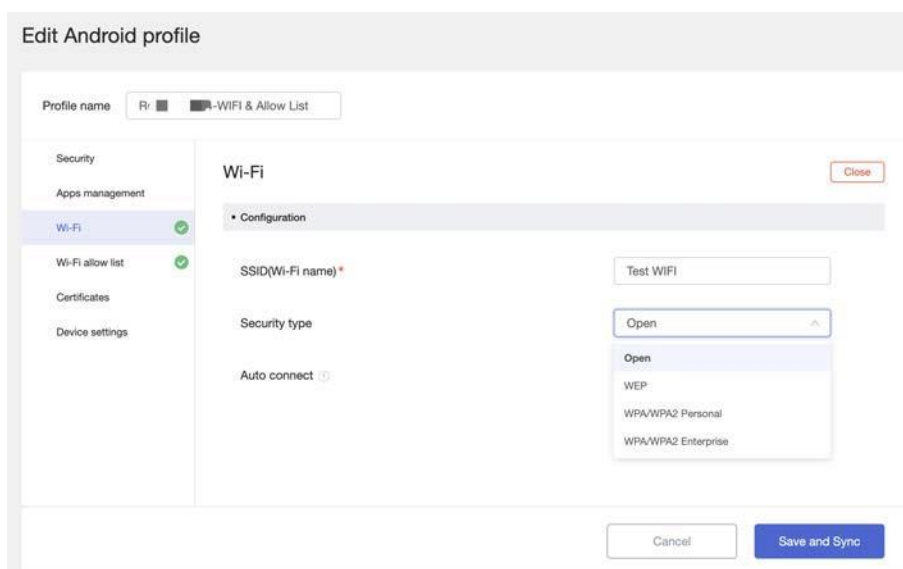 Edit Android profile
Profile name
-WIFI & Allow List
Security
Apps management
Wi-Fi
Wi-Fi allow list
Certificates
Device settings
Wi-Fi
Close
• Configuration
SSID(Wi-Fi name)*
Test WIFI
Security type
Open
Auto connect
Open
WEP
WPA/WPA2 Personal
WPA/WPA2 Enterprise
Cancel
Save and Sync